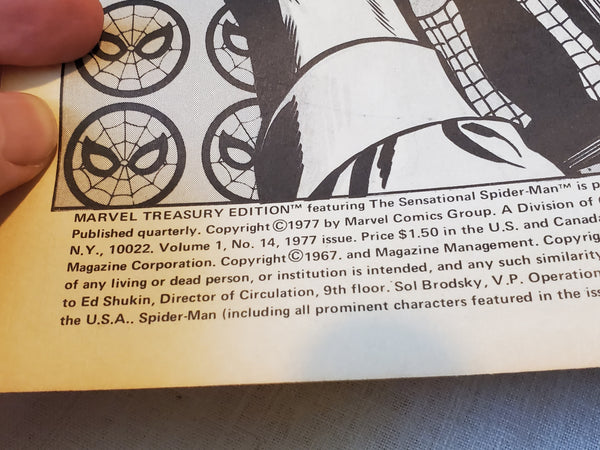 MARVEL TREASURY EDITION™ featuring The Sensational Spider-Man™ is p
Published quarterly. Copyright ©1977 by Marvel Comics Group. A Division of
N.Y., 10022. Volume 1, No. 14, 1977 issue. Price $1.50 in the U.S. and Canada
Magazine Corporation. Copyright ©1967. and Magazine Management. Copyrig
of any living or dead person, or institution is intended, and any such similarity
to Ed Shukin, Director of Circulation, 9th floor. Sol Brodsky, V.P. Operation
the U.S.A.. Spider-Man (including all prominent characters featured in the iss